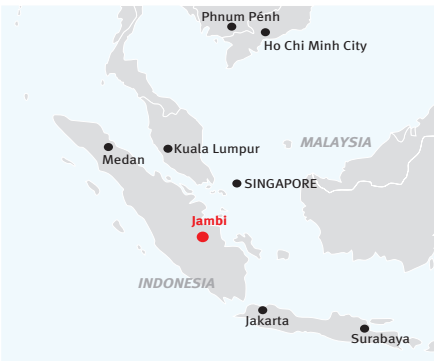 Phnum Pénh
Ho Chi Minh City
MALAYSIA
Kuala Lumpur
Medan
SINGAPORE
Jambi
INDONESIA
Jakarta
Surabaya